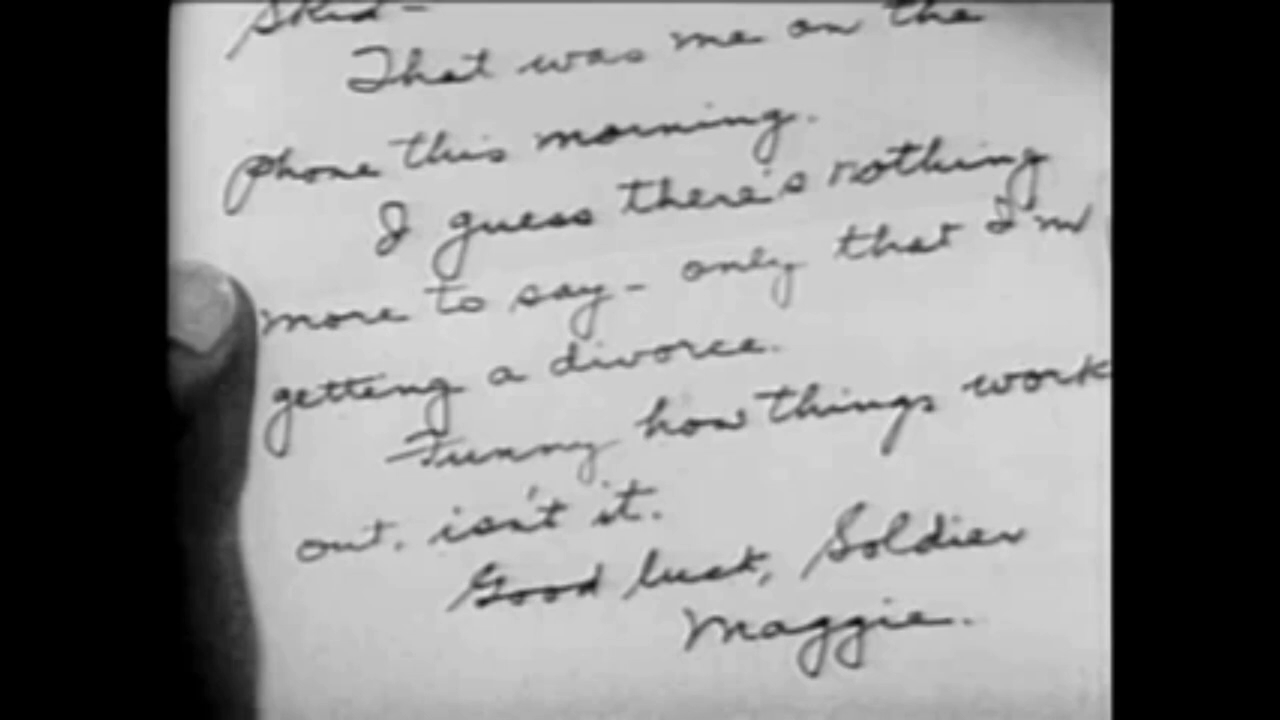 Skid-
That was me on the
phone this morning.
I guess there's nothing
more to say - only that I'm
getting a divorce.
Funny how things work
out, isn't it.
Good luck, Soldier
Maggie.